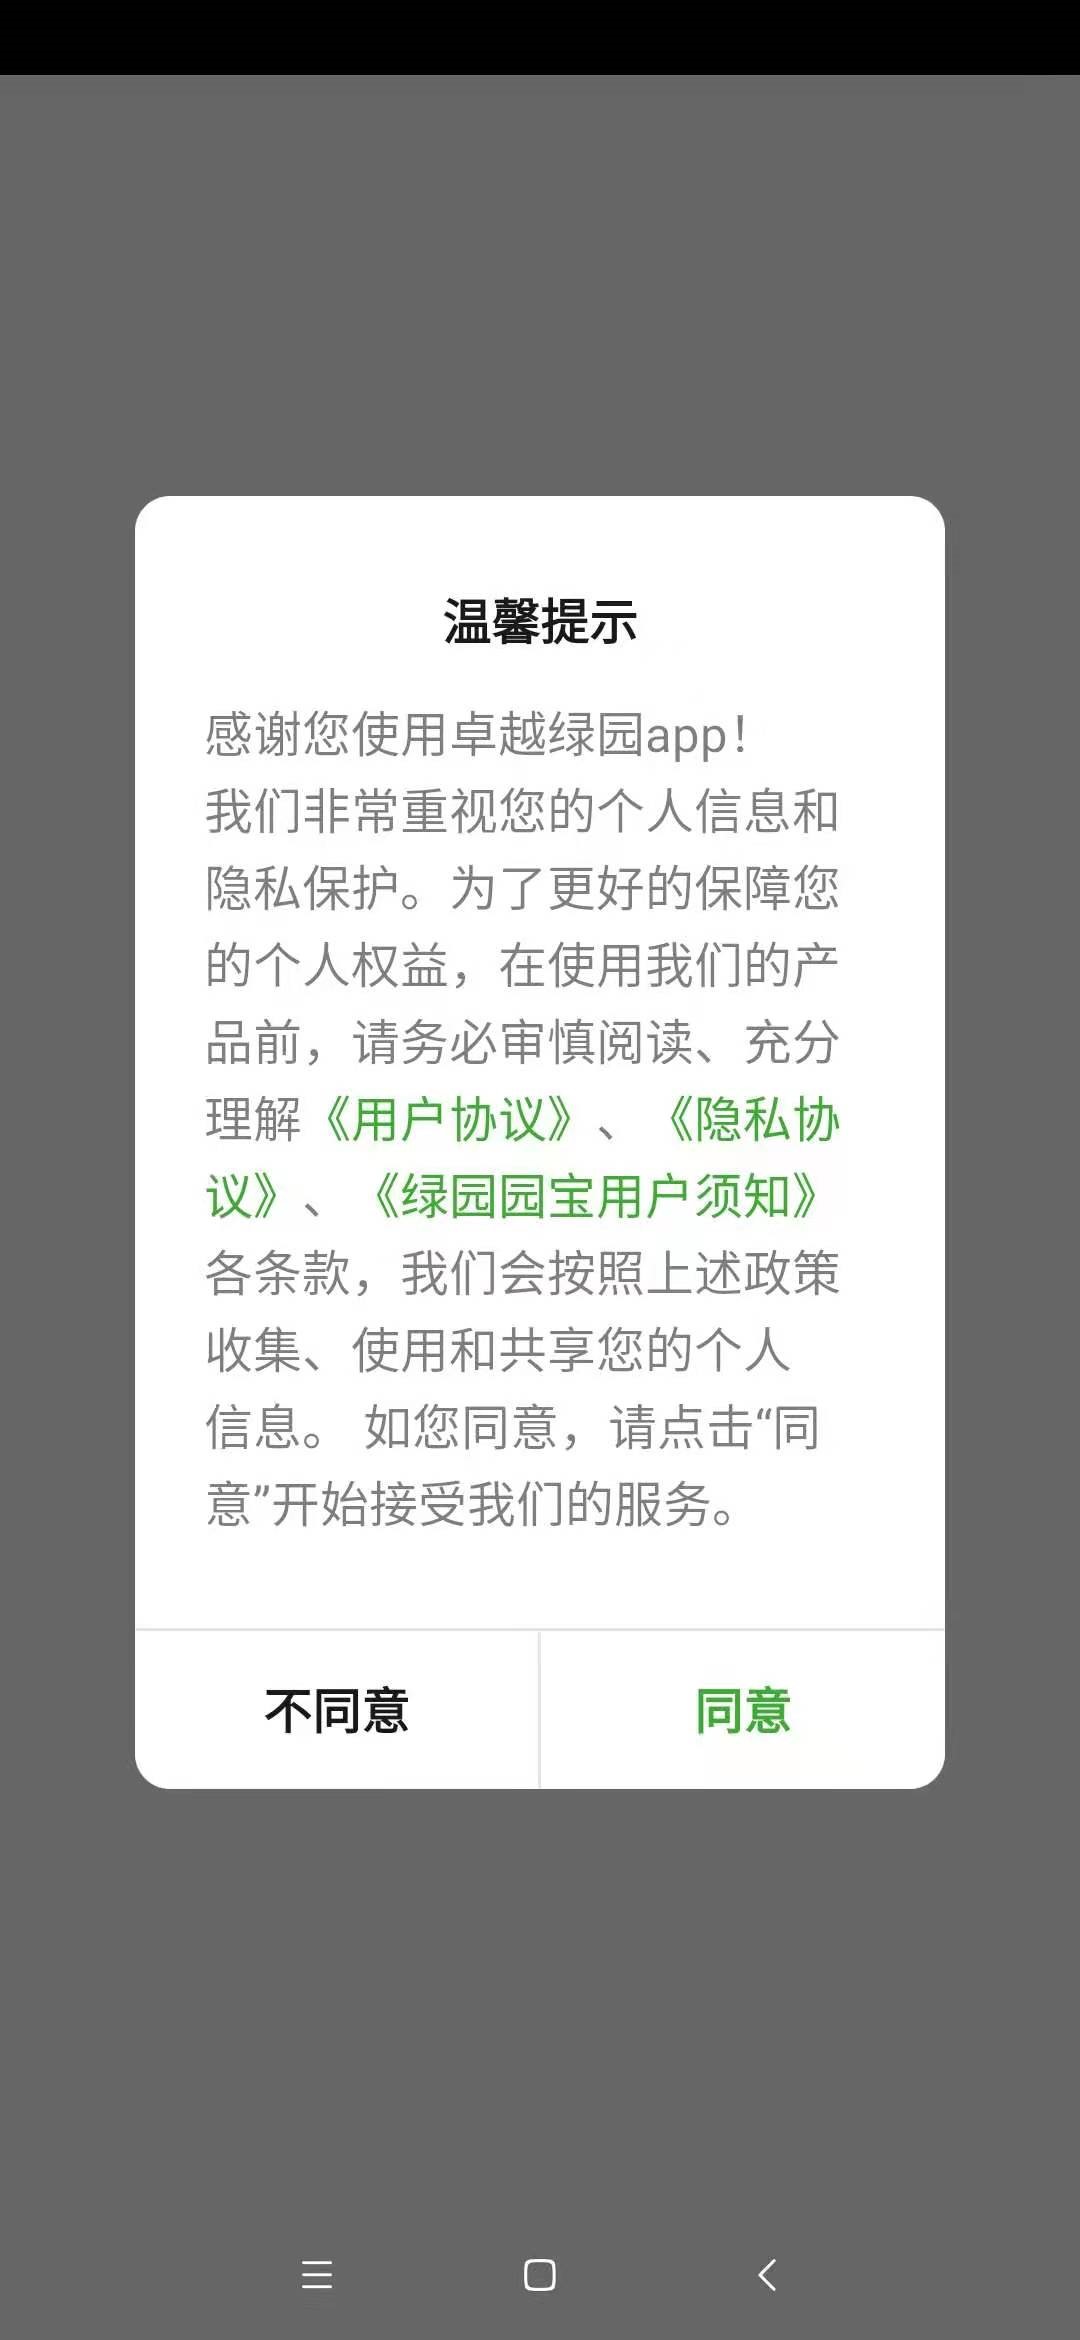 温馨提示
感谢您使用卓越绿园app！
我们非常重视您的个人信息和
隐私保护。为了更好的保障您
的个人权益，在使用我们的产
品前，请务必审慎阅读、充分
理解《用户协议》、《隐私协
议》、《绿园园宝用户须知》
各条款，我们会按照上述政策
收集、使用和共享您的个人
信息。 如您同意，请点击“同
意”开始接受我们的服务。
不同意
同意